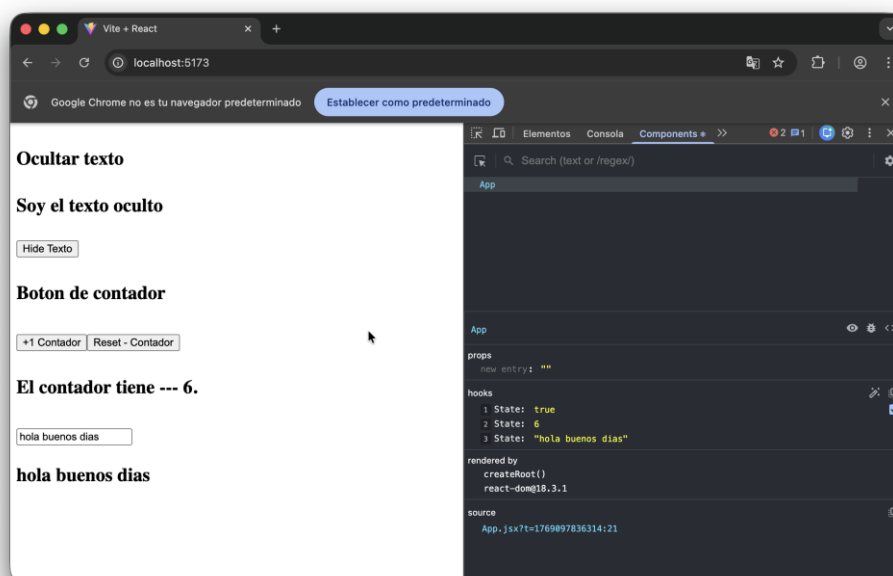 Vite + React
localhost:5173
Google Chrome no es tu navegador predeterminado
Establecer como predeterminado
Ocultar texto
Soy el texto oculto
Hide Texto
Boton de contador
+1 Contador
Reset - Contador
El contador tiene --- 6.
hola buenos dias
hola buenos dias
Elementos Consola Components 2 1
Search (text or /regex/)
App
App
props
new entry: ""
hooks
1 State: true
2 State: 6
3 State: "hola buenos dias"
rendered by
createRoot()
react-dom@18.3.1
source
App.jsx?t=1769097836314:21